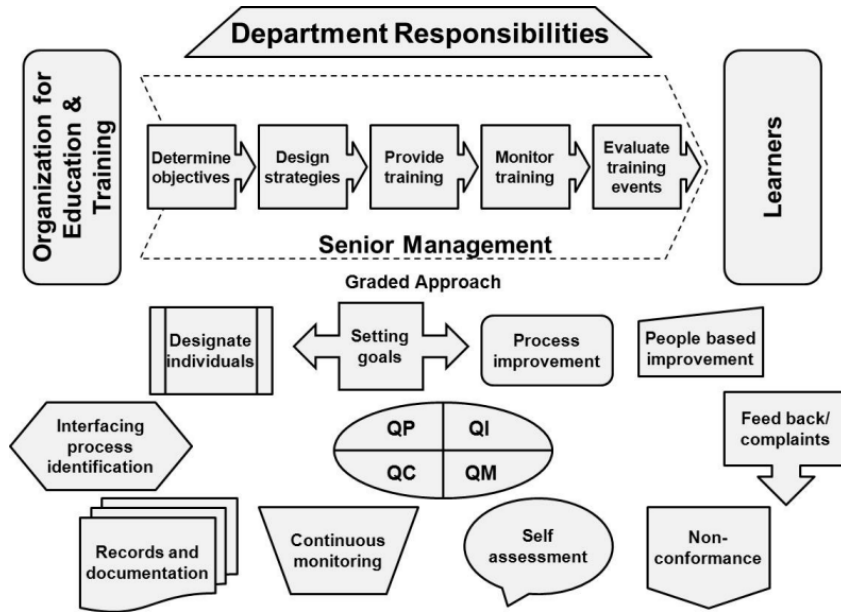 Department Responsibilities
Organization for
Education &
Training
Determine
objectives
Design
strategies
Provide
training
Monitor
training
Evaluate
training
events
Learners
Senior Management
Graded Approach
Designate
individuals
Setting
goals
Process
improvement
People based
improvement
Interfacing
process
identification
QP
QI
QC
QM
Feed back/
complaints
Records and
documentation
Continuous
monitoring
Self
assessment
Non-
conformance